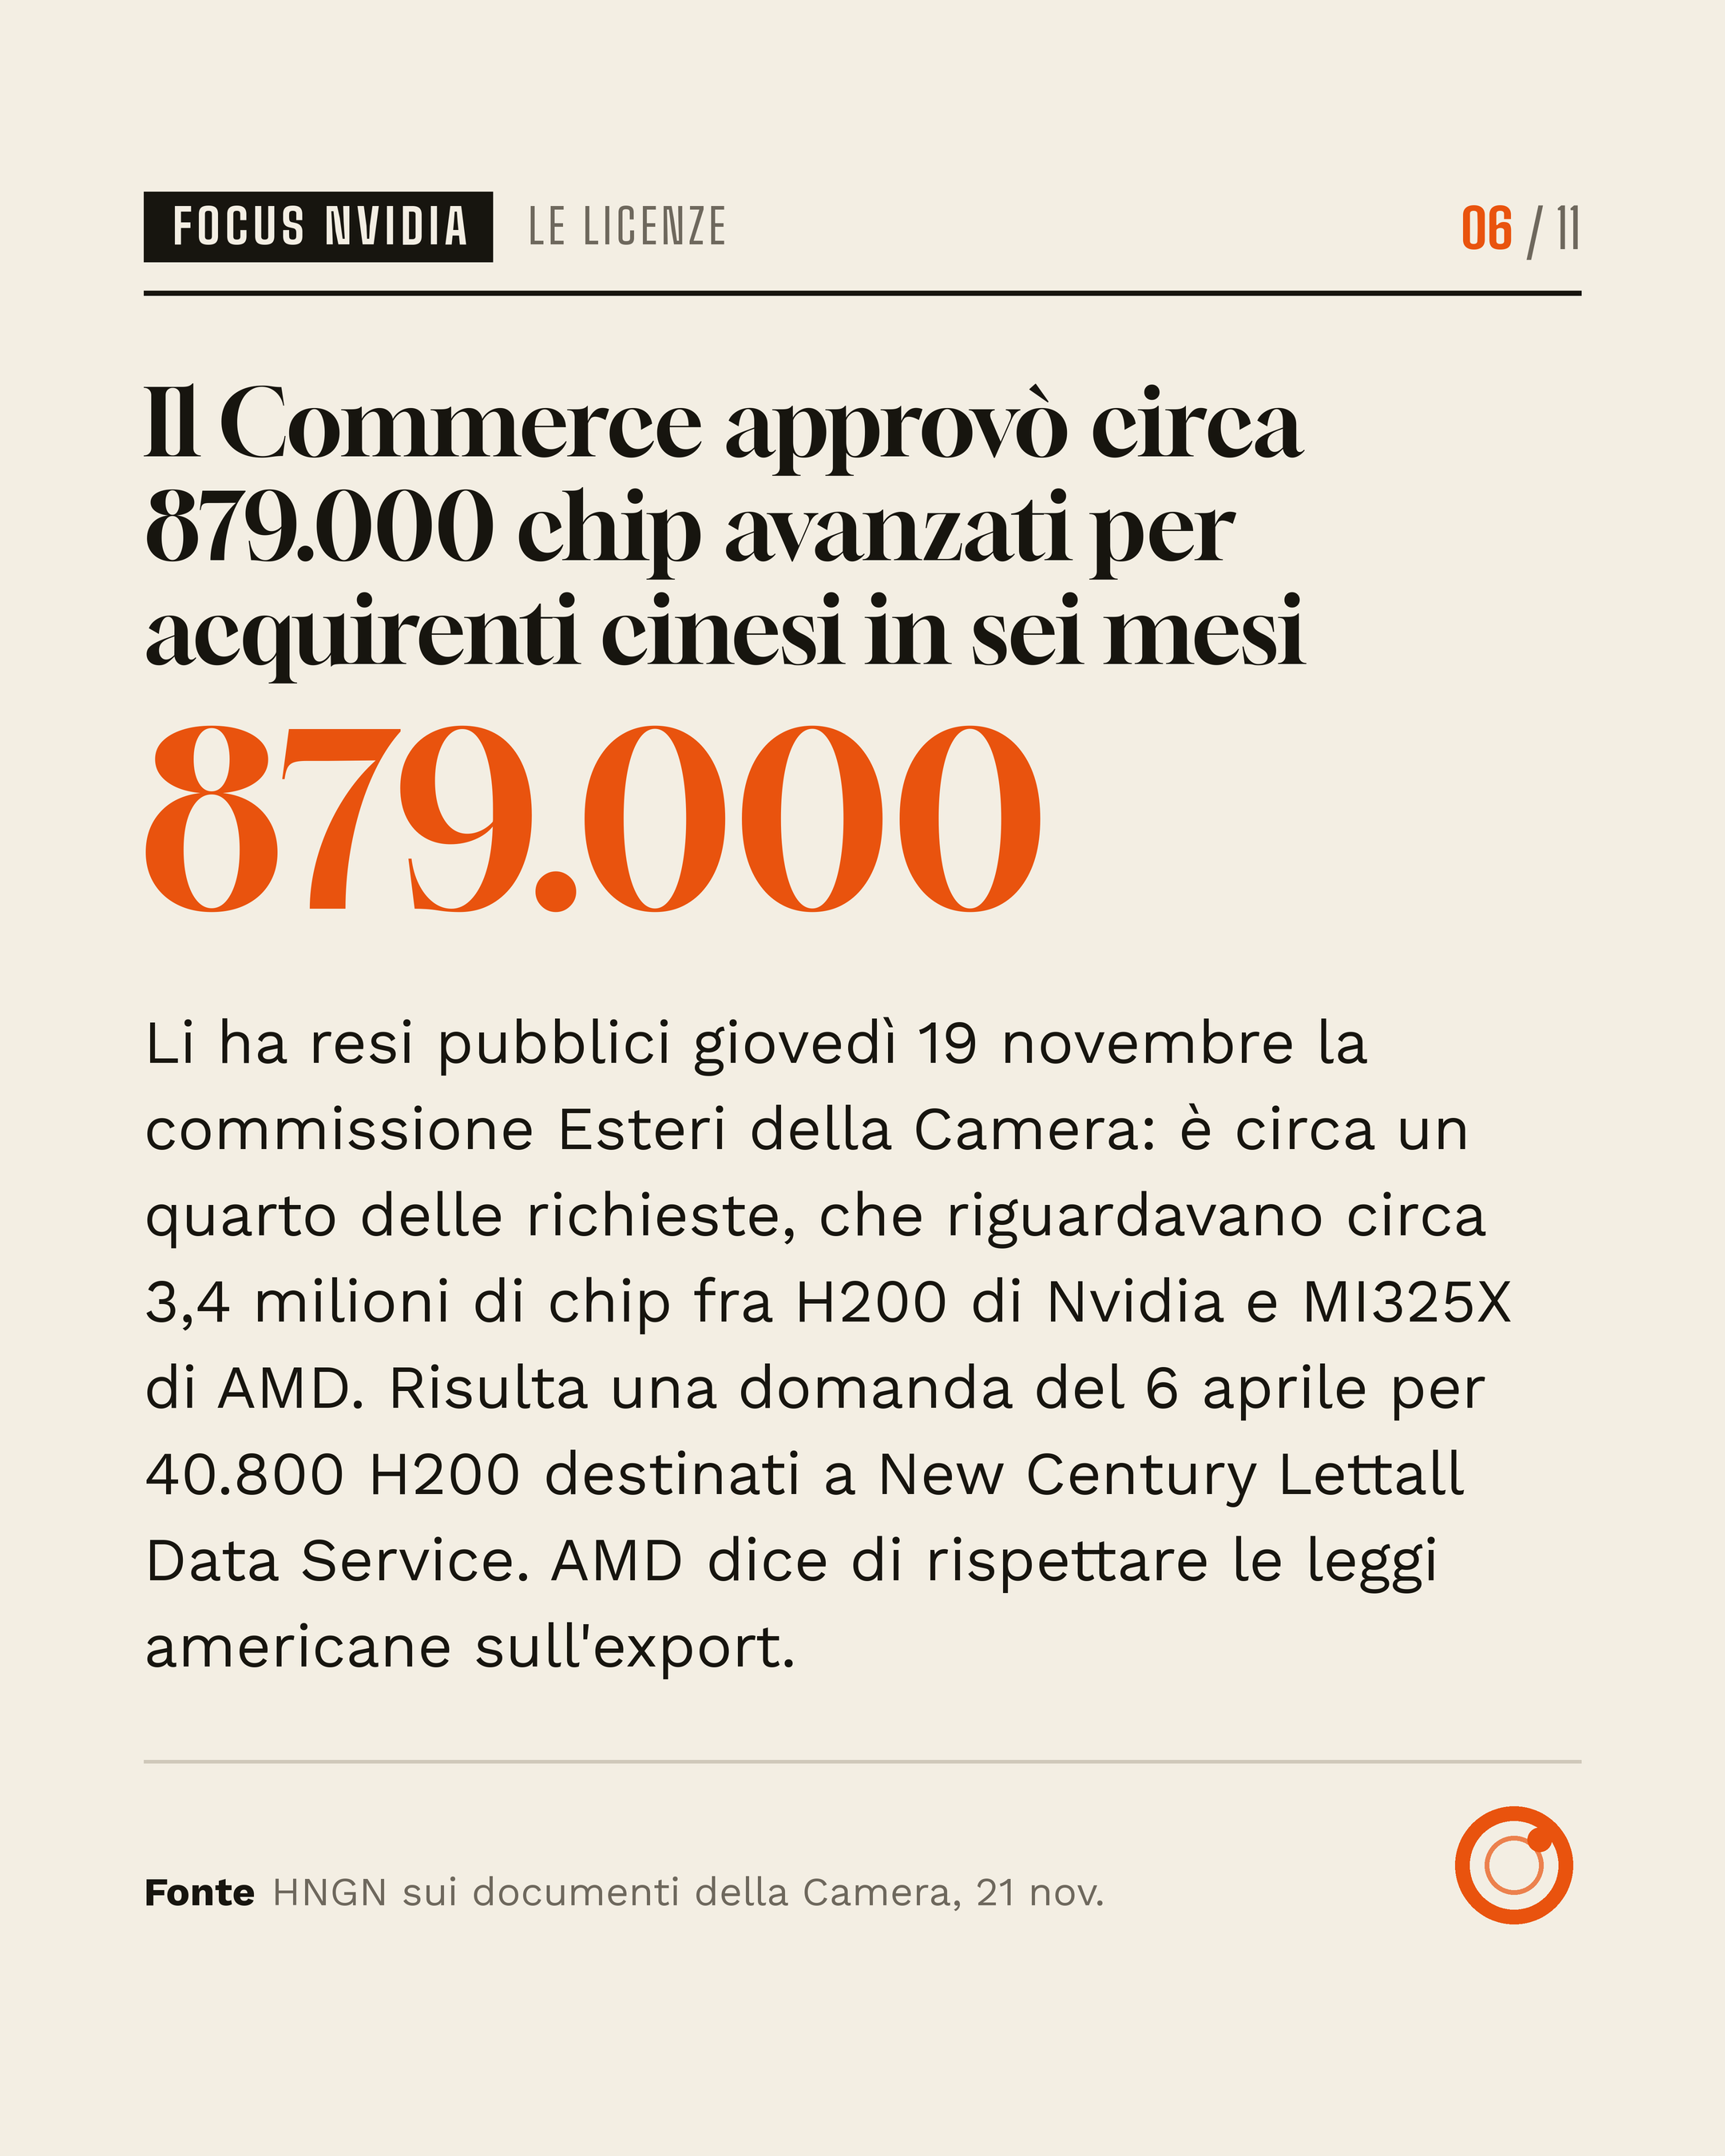 FOCUS NVIDIA LE LICENZE 06 / 11
Il Commerce approvò circa
879.000 chip avanzati per
acquirenti cinesi in sei mesi
879.000
Li ha resi pubblici giovedì 19 novembre la
commissione Esteri della Camera: è circa un
quarto delle richieste, che riguardavano circa
3,4 milioni di chip fra H200 di Nvidia e MI325X
di AMD. Risulta una domanda del 6 aprile per
40.800 H200 destinati a New Century Lettall
Data Service. AMD dice di rispettare le leggi
americane sull'export.
Fonte HNGN sui documenti della Camera, 21 nov.